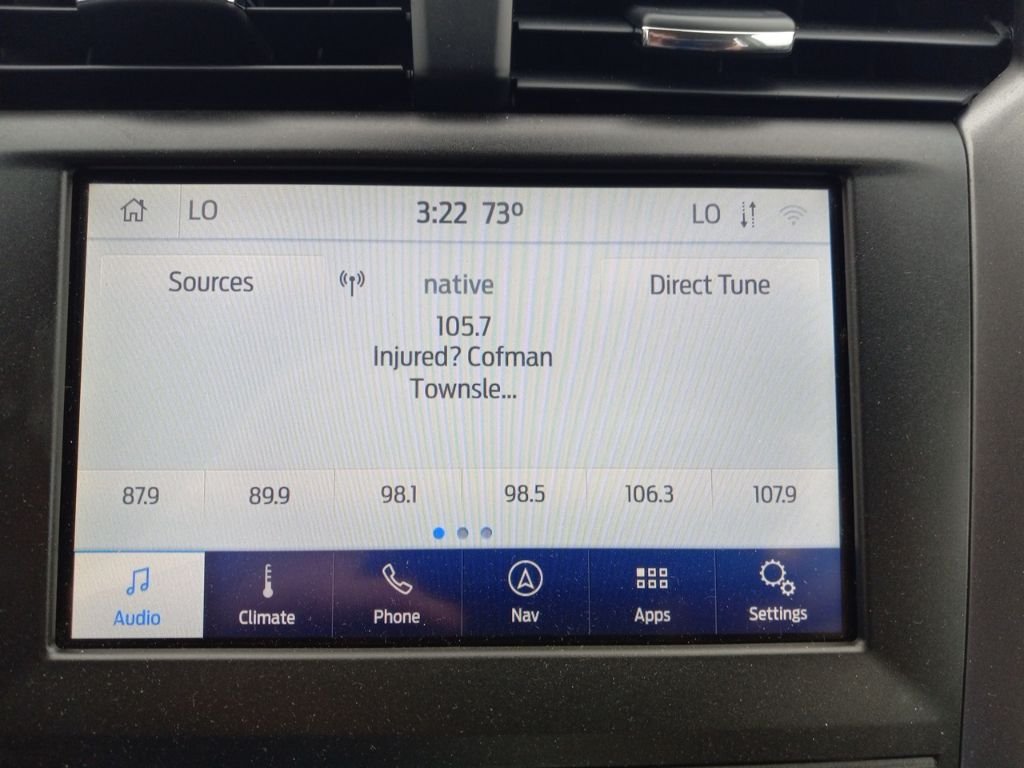 LO 3:22 73º LO
Sources native Direct Tune
105.7
Injured? Cofman
Townsle...
87.9 89.9 98.1 98.5 106.3 107.9
Audio Climate Phone Nav Apps Settings